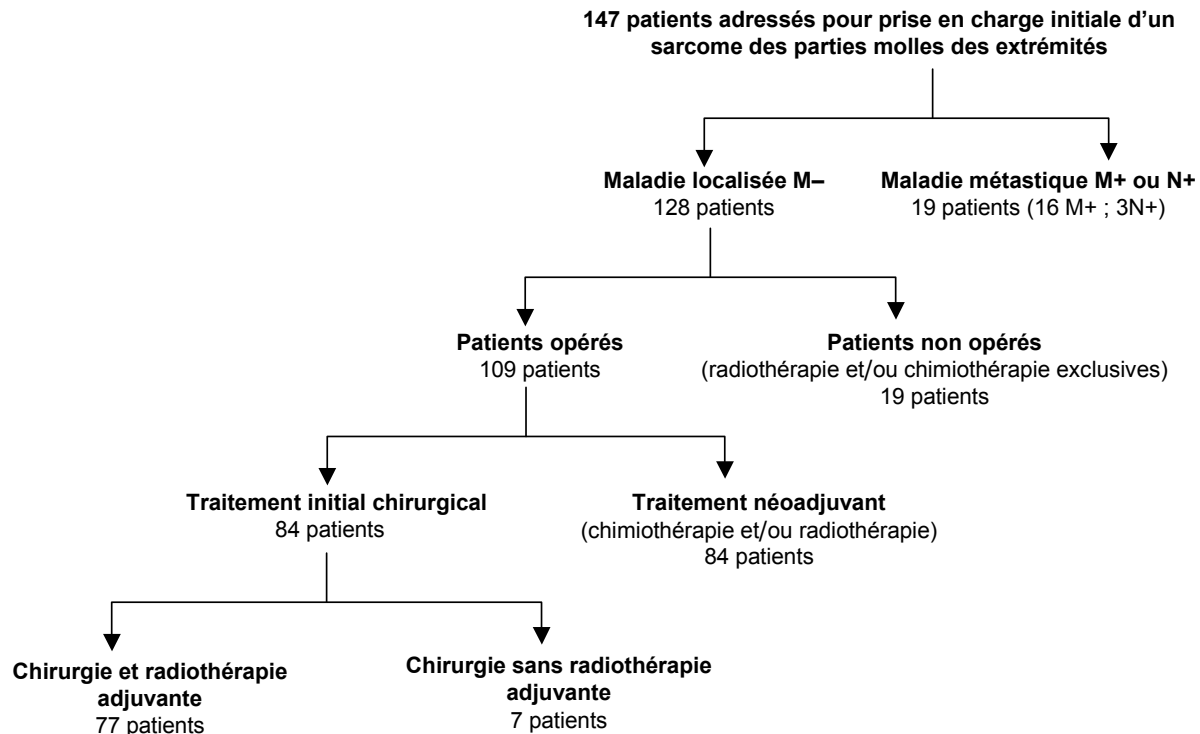 147 patients adressés pour prise en charge initiale d’un
sarcome des parties molles des extrémités
Maladie localisée M–
128 patients
Maladie métastique M+ ou N+
19 patients (16 M+ ; 3N+)
Patients opérés
109 patients
Patients non opérés
(radiothérapie et/ou chimiothérapie exclusives)
19 patients
Traitement initial chirurgical
84 patients
Traitement néoadjuvant
(chimiothérapie et/ou radiothérapie)
84 patients
Chirurgie et radiothérapie
adjuvante
77 patients
Chirurgie sans radiothérapie
adjuvante
7 patients